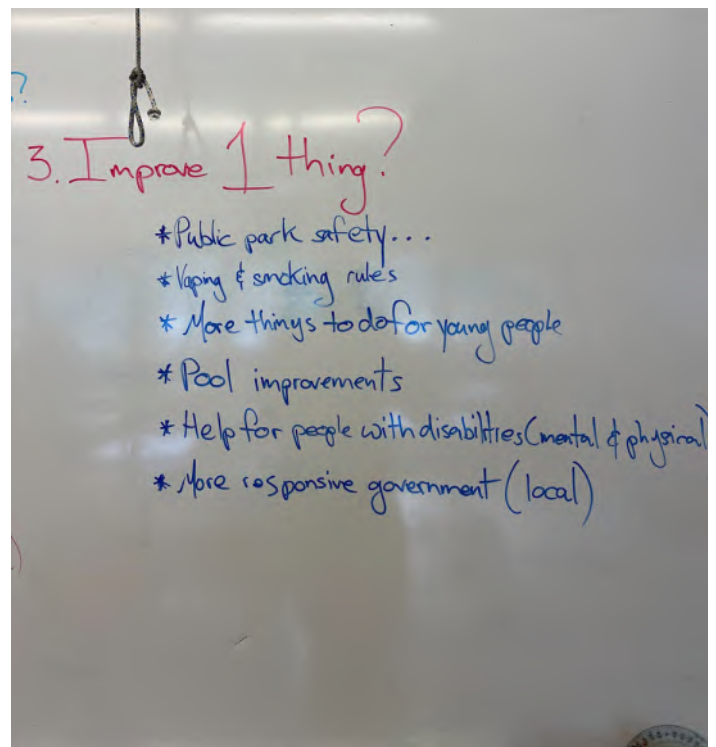 ?
3. Improve 1 thing?
* Public park safety...
* Vaping & smoking rules
* More things to do for young people
* Pool improvements
* Help for people with disabilities (mental & physical)
* More responsive government (local)
)